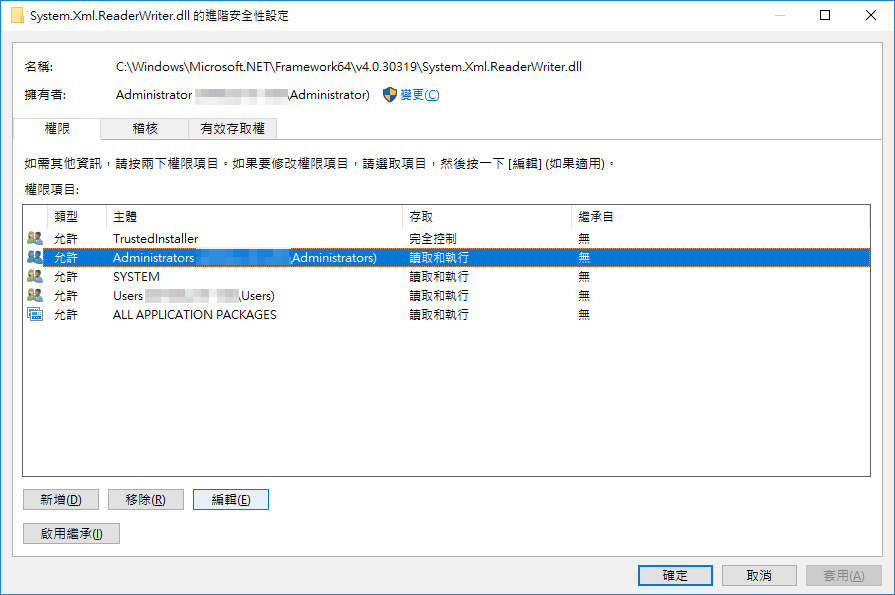 System.Xml.ReaderWriter.dll 的進階安全性設定
名稱: C:\Windows\Microsoft.NET\Framework64\v4.0.30319\System.Xml.ReaderWriter.dll
擁有者: Administrator \Administrator) 變更(C)
權限 稽核 有效存取權
如需其他資訊，請按兩下權限項目。如果要修改權限項目，請選取項目，然後按一下 [編輯] (如果適用)。
權限項目:
類型 主體 存取 繼承自
允許 TrustedInstaller 完全控制 無
允許 Administrators \Administrators) 讀取和執行 無
允許 SYSTEM 讀取和執行 無
允許 Users \Users) 讀取和執行 無
允許 ALL APPLICATION PACKAGES 讀取和執行 無
新增(D) 移除(R) 編輯(E)
啟用繼承(I)
確定 取消 套用(A)